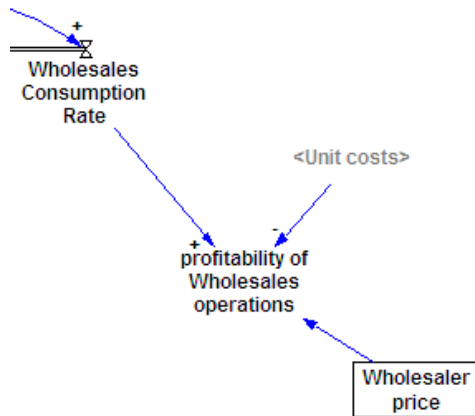 +
Wholesales
Consumption
Rate
<Unit costs>
-
+
profitability of
Wholesales
operations
Wholesaler
price